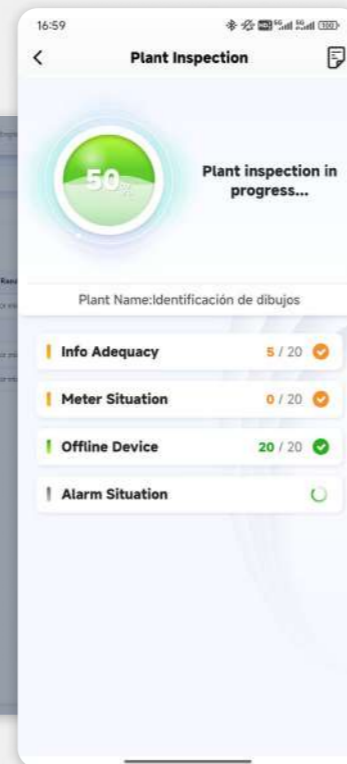 16:59
Plant Inspection
50%
Plant inspection in
progress...
Plant Name:Identificación de dibujos
Info Adequacy 5 / 20
Meter Situation 0 / 20
Offline Device 20 / 20
Alarm Situation